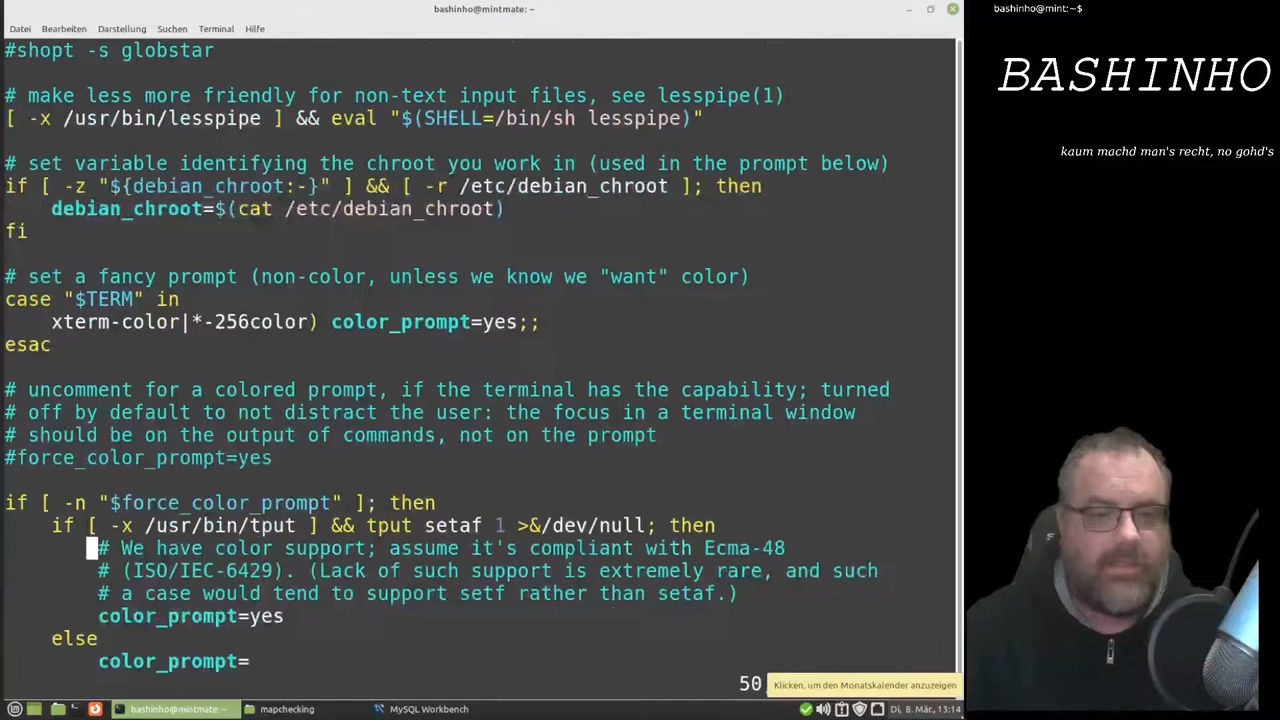 bashinho@mintmate: ~
Datei Bearbeiten Darstellung Suchen Terminal Hilfe
#shopt -s globstar
# make less more friendly for non-text input files, see lesspipe(1)
[ -x /usr/bin/lesspipe ] && eval "$(SHELL=/bin/sh lesspipe)"
# set variable identifying the chroot you work in (used in the prompt below)
if [ -z "${debian_chroot:-}" ] && [ -r /etc/debian_chroot ]; then
debian_chroot=$(cat /etc/debian_chroot)
fi
# set a fancy prompt (non-color, unless we know we "want" color)
case "$TERM" in
xterm-color|*-256color) color_prompt=yes;;
esac
# uncomment for a colored prompt, if the terminal has the capability; turned
# off by default to not distract the user: the focus in a terminal window
# should be on the output of commands, not on the prompt
#force_color_prompt=yes
if [ -n "$force_color_prompt" ]; then
if [ -x /usr/bin/tput ] && tput setaf 1 >&/dev/null; then
# We have color support; assume it's compliant with Ecma-48
# (ISO/IEC-6429). (Lack of such support is extremely rare, and such
# a case would tend to support setf rather than setaf.)
color_prompt=yes
else
color_prompt=
50
Klicken, um den Monatskalender anzuzeigen
bashinho@mintmate: ~
mapchecking
MySQL Workbench
Di, 8. Mär, 13:14
bashinho@mint:~$
BASHINHO
kaum machd man's recht, no gohd's